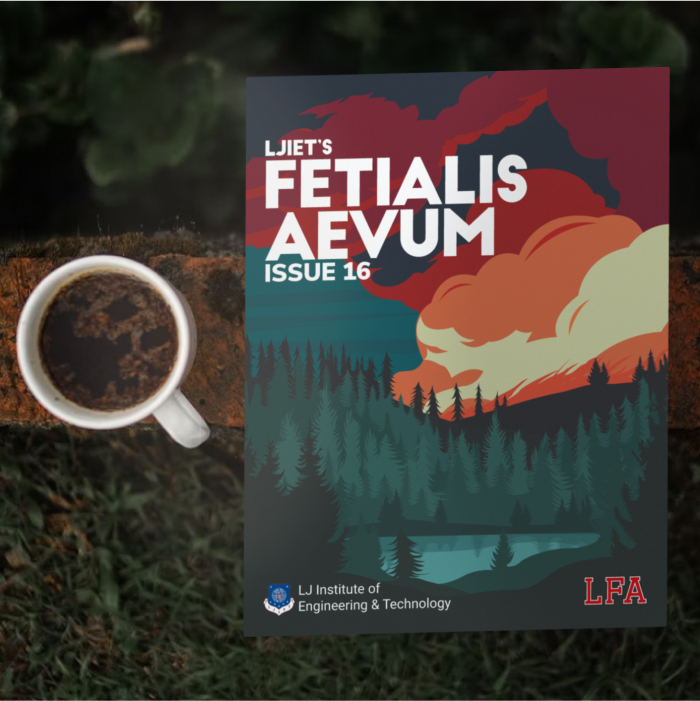 LJIET'S
FETIALIS
AEVUM
ISSUE 16
LJ Institute of
Engineering & Technology
LFA